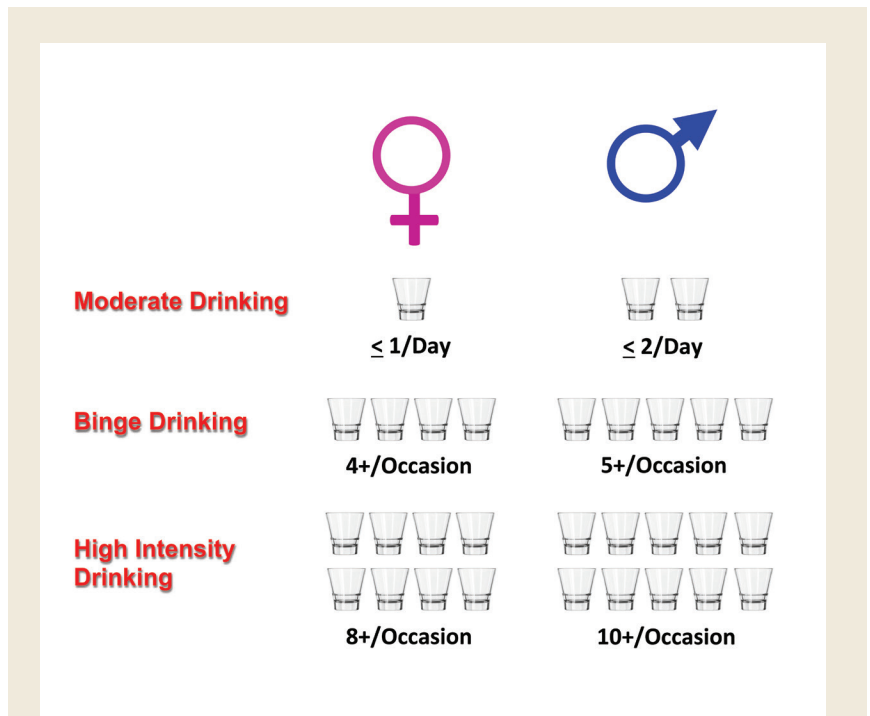 Moderate Drinking
≤ 1/Day
≤ 2/Day
Binge Drinking
4+/Occasion
5+/Occasion
High Intensity
Drinking
8+/Occasion
10+/Occasion